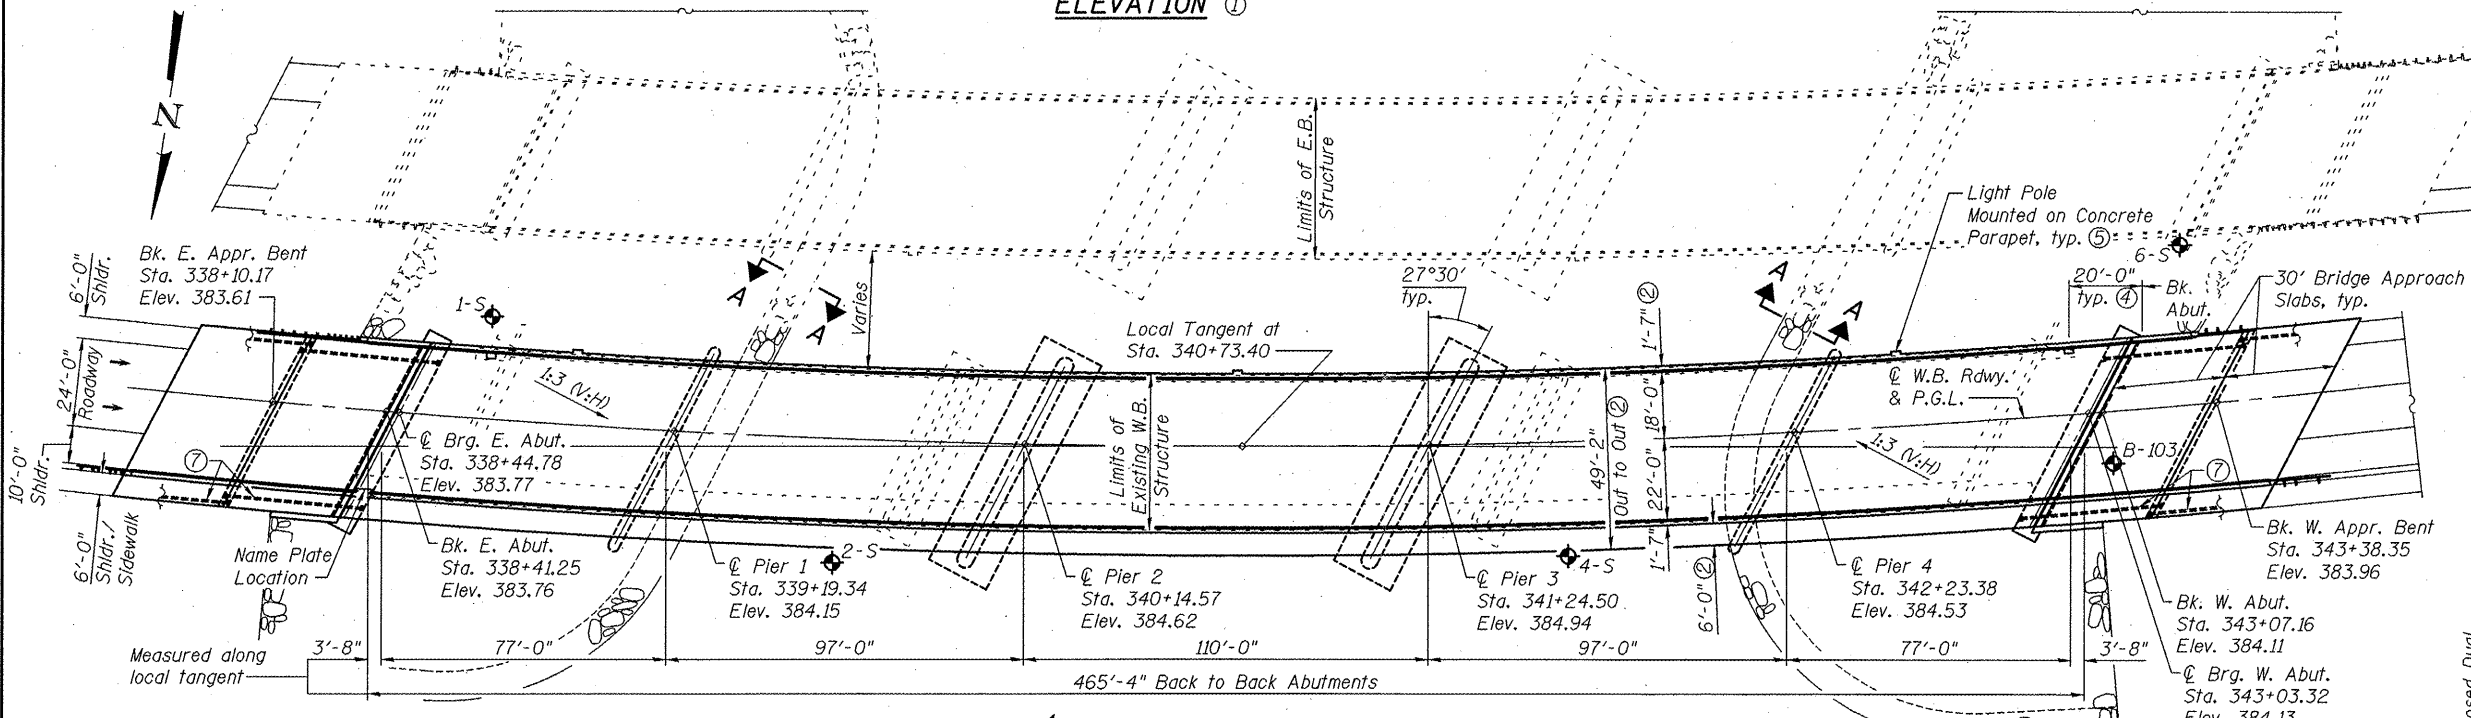 ELEVATION ①
N
Limits of E.B.
Structure
Light Pole
Mounted on Concrete
Parapet, typ. ⑤
6-S
Bk. E. Appr. Bent
Sta. 338+10.17
Elev. 383.61
6'-0"
Shldr.
1-S
A
A
Varies
27°30'
typ.
1'-7" ②
A
A
20'-0"
typ. ④
Bk.
Abut.
30' Bridge Approach
Slabs, typ.
Local Tangent at
Sta. 340+73.40
24'-0"
Roadway
1:3 (V:H)
℄ W.B. Rdwy.
& P.G.L.
Limits of
Existing W.B.
Structure
49'-2"
Out to Out ②
18'-0"
22'-0"
1:3 (V:H)
B-103
⑦
⑦
10'-0"
Shldr.
℄ Brg. E. Abut.
Sta. 338+44.78
Elev. 383.77
6'-0"
Shldr./
Sidewalk
Name Plate
Location
Bk. E. Abut.
Sta. 338+41.25
Elev. 383.76
℄ Pier 1
Sta. 339+19.34
Elev. 384.15
2-S
℄ Pier 2
Sta. 340+14.57
Elev. 384.62
℄ Pier 3
Sta. 341+24.50
Elev. 384.94
4-S
1'-7"
6'-0" ②
℄ Pier 4
Sta. 342+23.38
Elev. 384.53
Bk. W. Appr. Bent
Sta. 343+38.35
Elev. 383.96
Bk. W. Abut.
Sta. 343+07.16
Elev. 384.11
℄ Brg. W. Abut.
Sta. 343+03.32
Elev. 384.13
Measured along
local tangent
3'-8"
77'-0"
97'-0"
110'-0"
97'-0"
77'-0"
3'-8"
465'-4" Back to Back Abutments